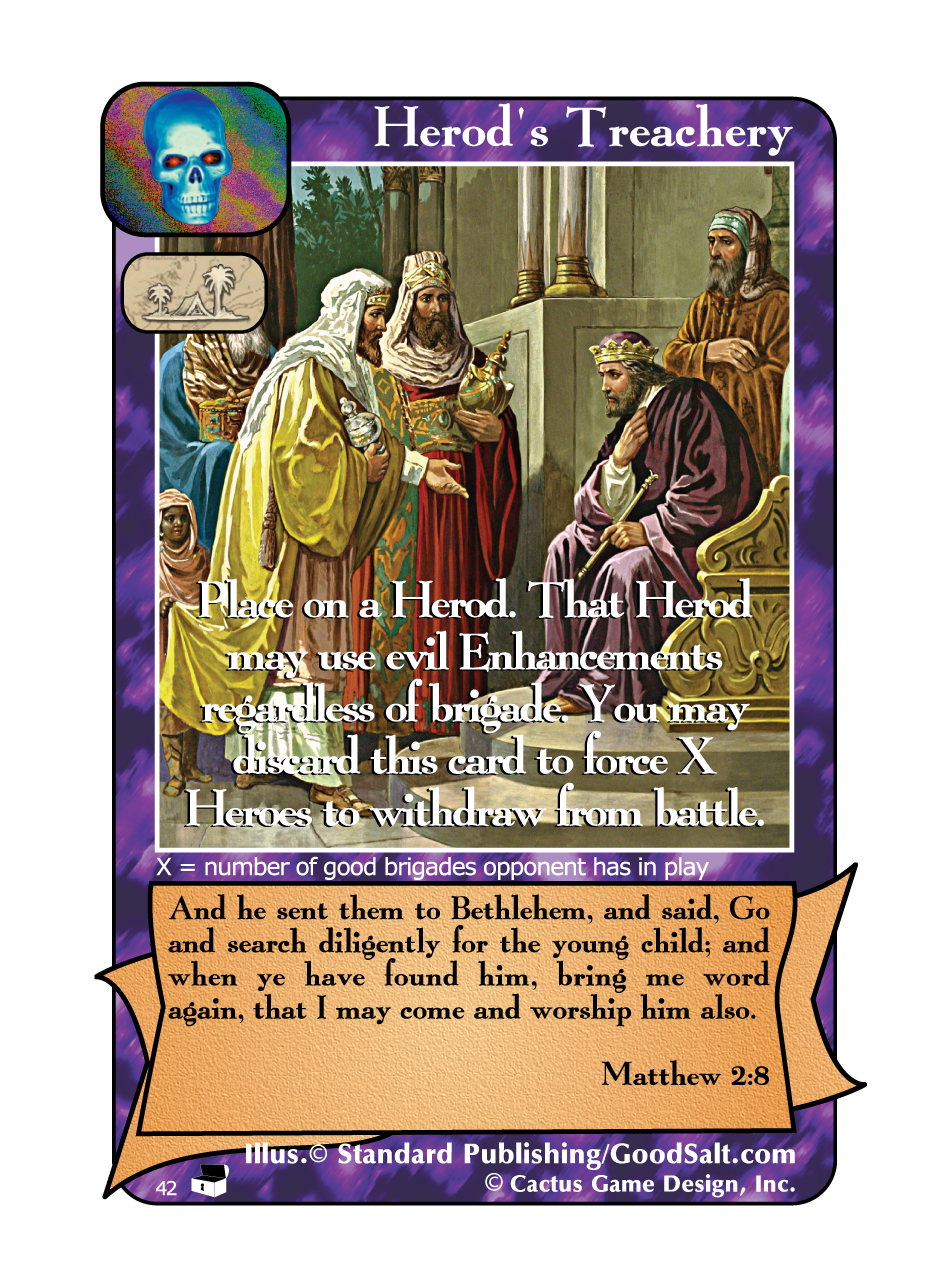 Herod's Treachery
Place on a Herod. That Herod
may use evil Enhancements
regardless of brigade. You may
discard this card to force X
Heroes to withdraw from battle.
X = number of good brigades opponent has in play
And he sent them to Bethlehem, and said, Go
and search diligently for the young child; and
when ye have found him, bring me word
again, that I may come and worship him also.
Matthew 2:8
Illus.© Standard Publishing/GoodSalt.com
42
© Cactus Game Design, Inc.